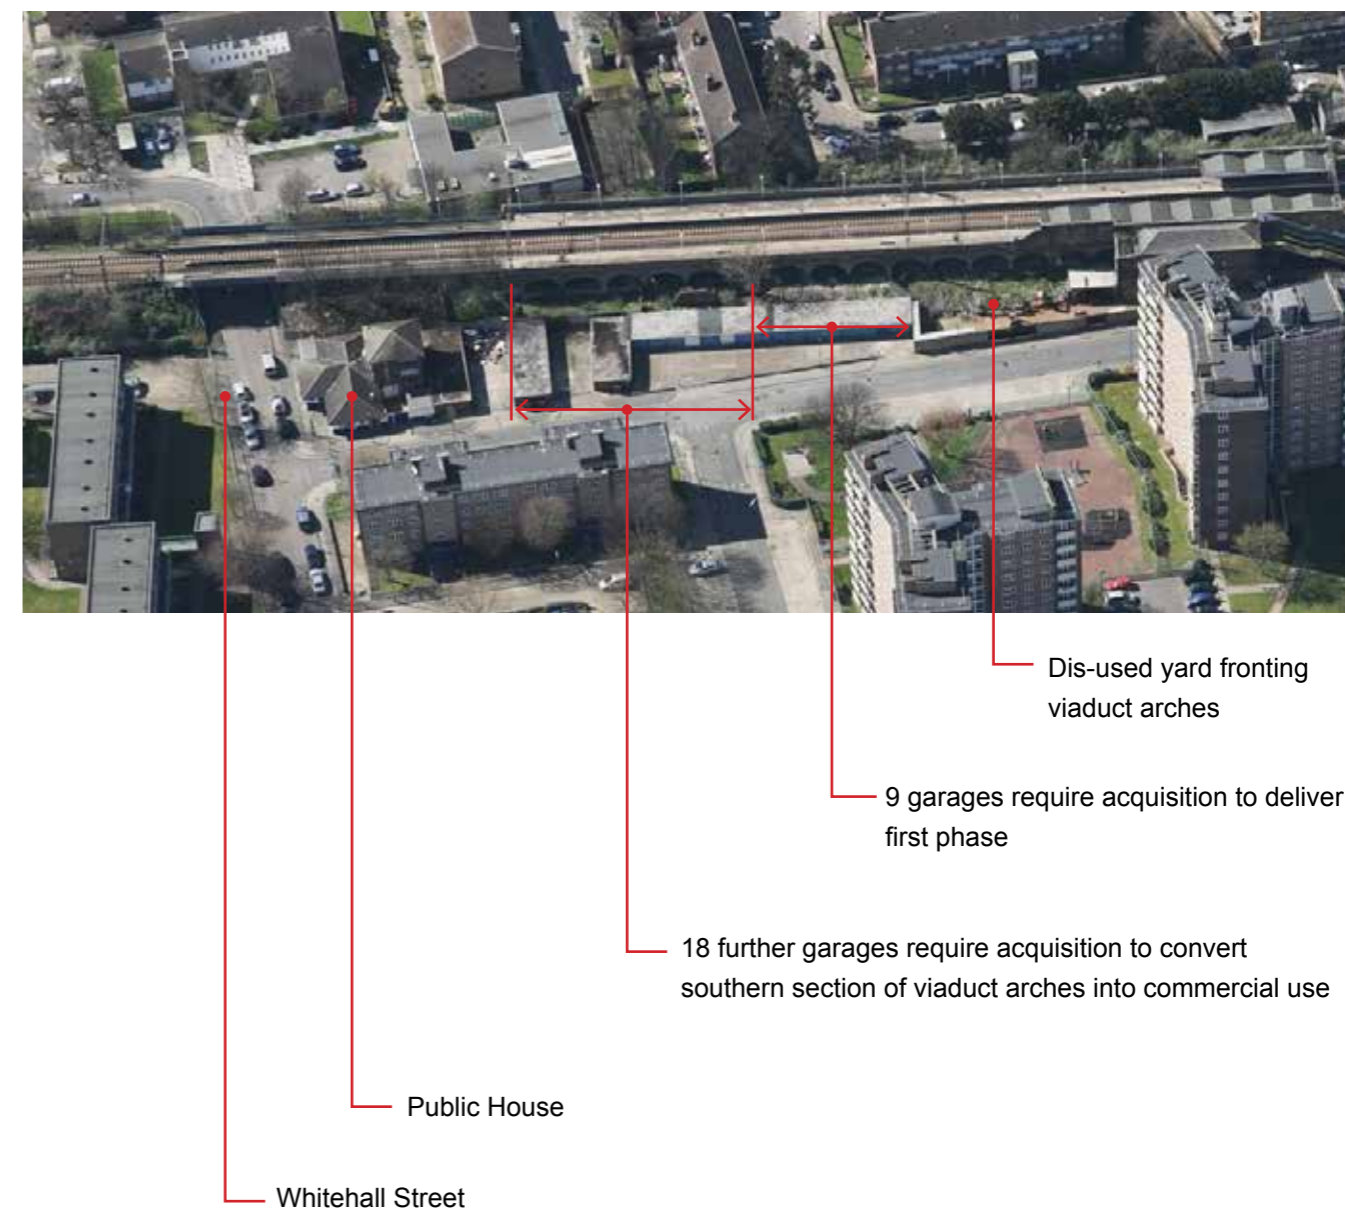 Dis-used yard fronting
viaduct arches
9 garages require acquisition to deliver
first phase
18 further garages require acquisition to convert
southern section of viaduct arches into commercial use
Public House
Whitehall Street